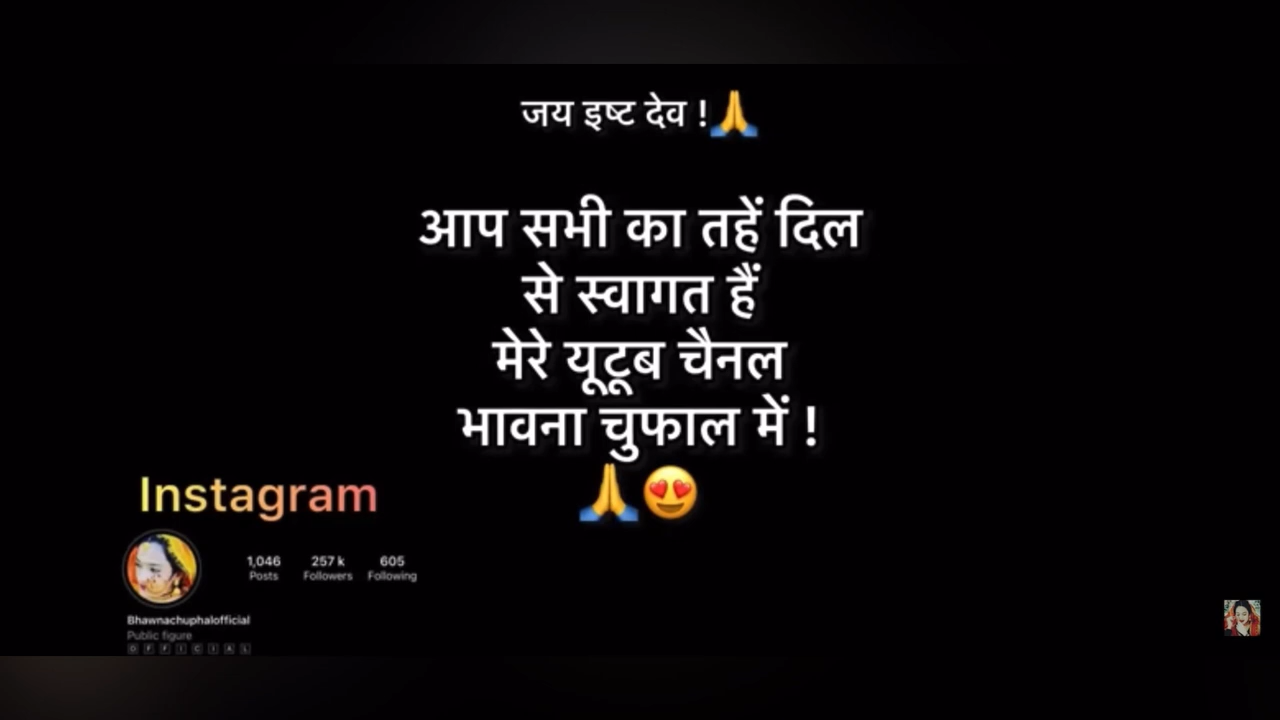 जय इष्ट देव !🙏
आप सभी का तहें दिल
से स्वागत हैं
मेरे यूटूब चैनल
भावना चुफाल में !
🙏😍
Instagram
1,046 257 k 605
Posts Followers Following
Bhawnachuphalofficial
Public figure
O F F I C I A L